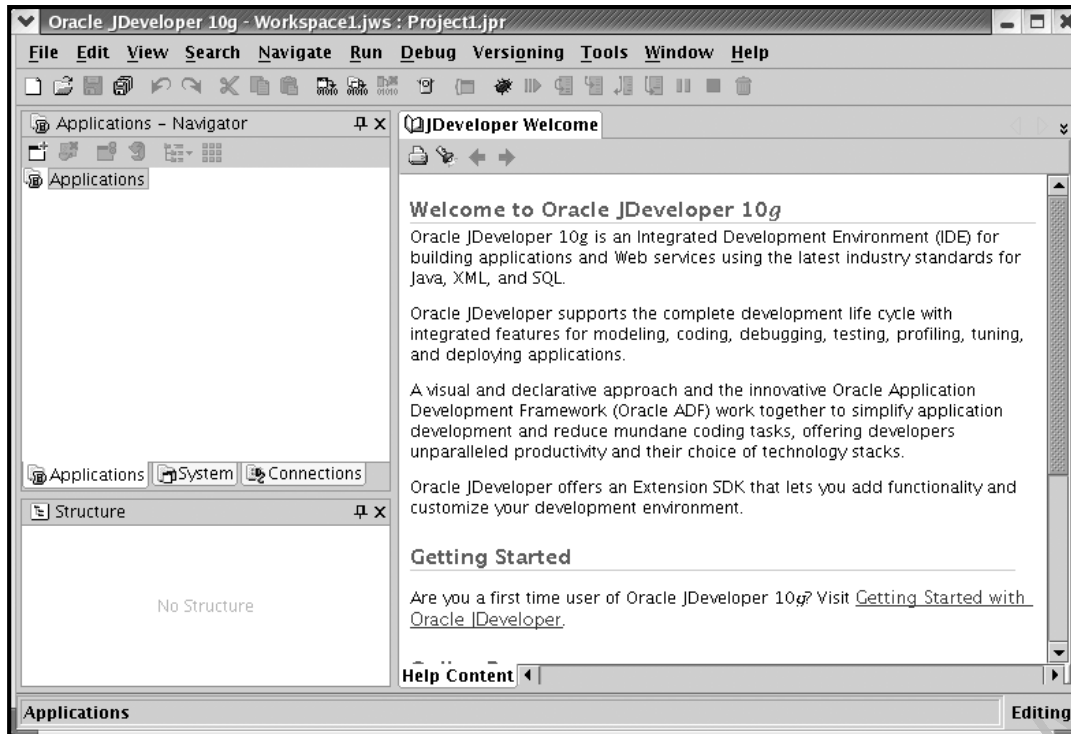 Oracle JDeveloper 10g - Workspace1.jws : Project1.jpr
File Edit View Search Navigate Run Debug Versioning Tools Window Help
Applications - Navigator
Applications
Applications System Connections
Structure
No Structure
JDeveloper Welcome
Welcome to Oracle JDeveloper 10g
Oracle JDeveloper 10g is an Integrated Development Environment (IDE) for
building applications and Web services using the latest industry standards for
Java, XML, and SQL.
Oracle JDeveloper supports the complete development life cycle with
integrated features for modeling, coding, debugging, testing, profiling, tuning,
and deploying applications.
A visual and declarative approach and the innovative Oracle Application
Development Framework (Oracle ADF) work together to simplify application
development and reduce mundane coding tasks, offering developers
unparalleled productivity and their choice of technology stacks.
Oracle JDeveloper offers an Extension SDK that lets you add functionality and
customize your development environment.
Getting Started
Are you a first time user of Oracle JDeveloper 10g? Visit Getting Started with
Oracle JDeveloper.
Help Content
Applications
Editing